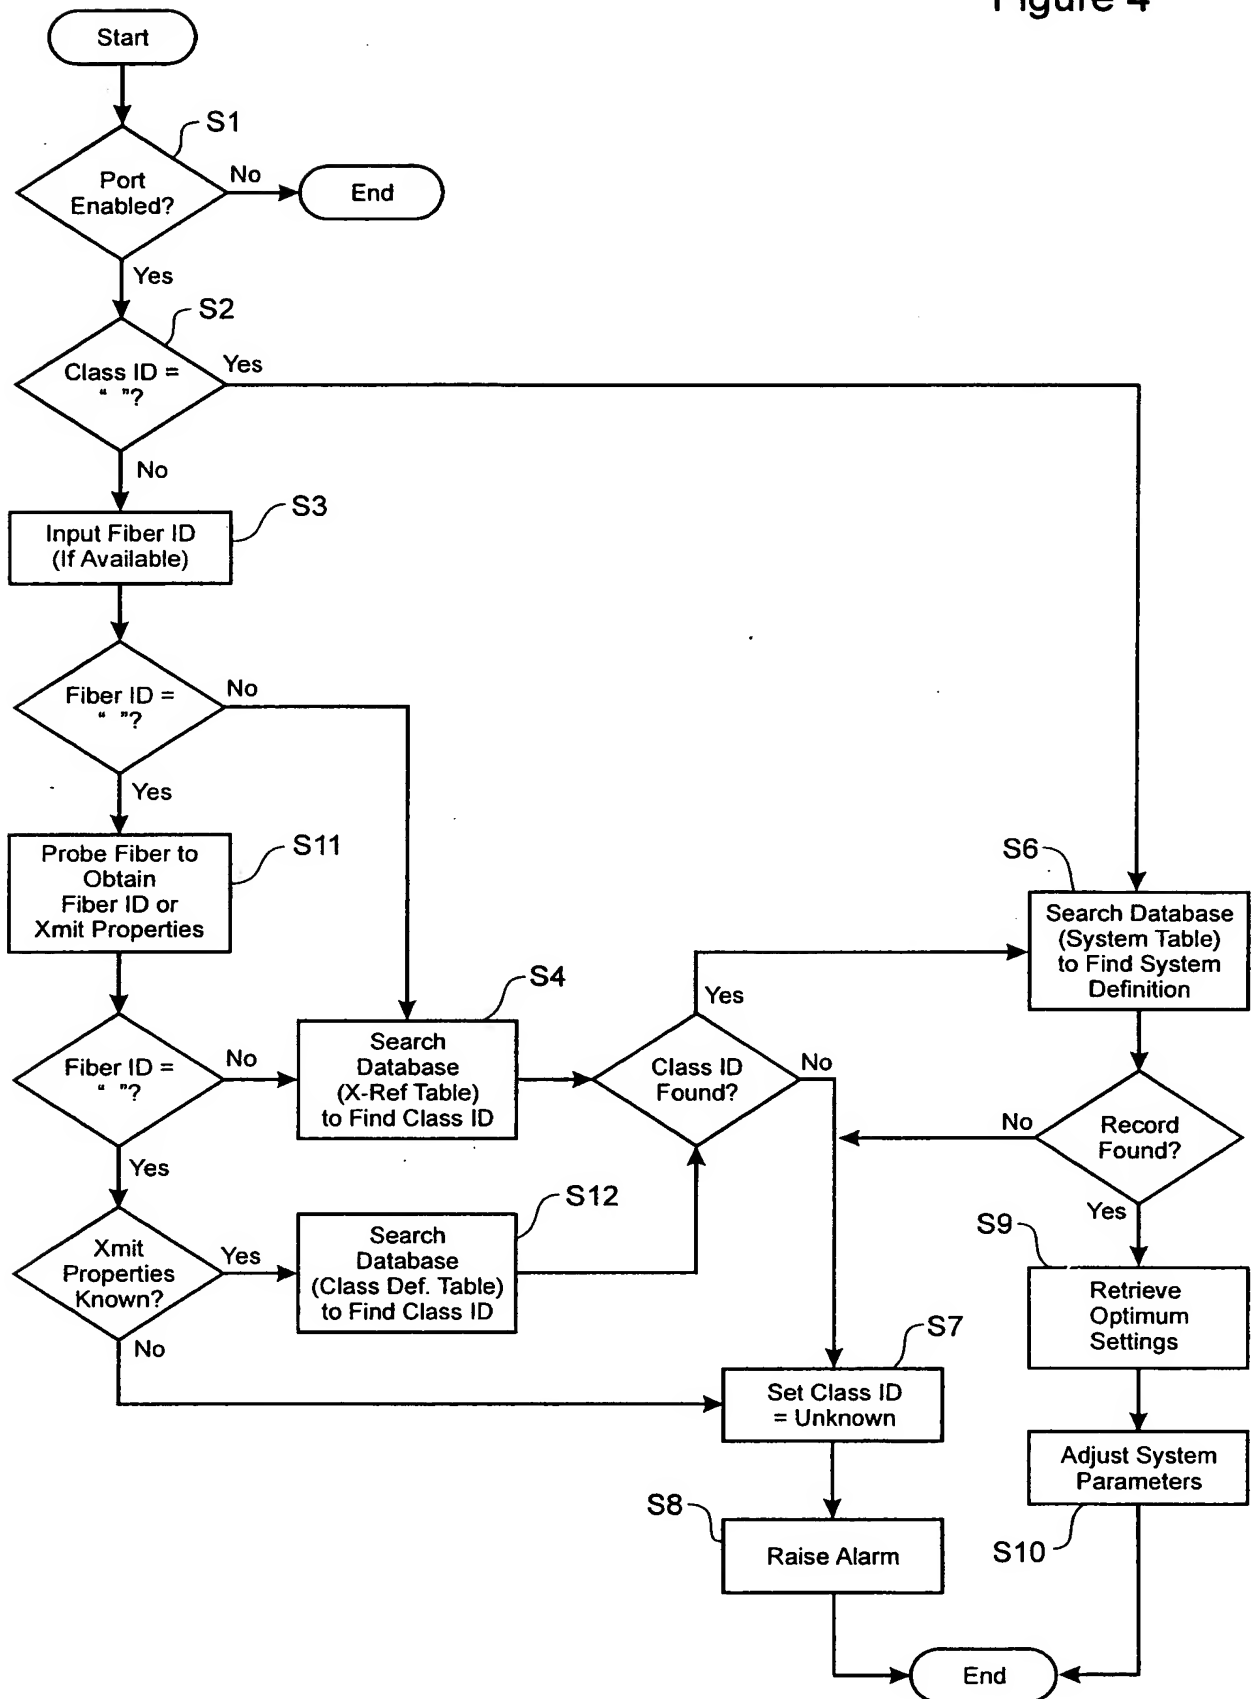 Figure 4
Start
S1
Port
Enabled?
No
End
Yes
S2
Class ID =
“ ”?
Yes
No
S3
Input Fiber ID
(If Available)
Fiber ID =
“ ”?
No
Yes
S11
Probe Fiber to
Obtain
Fiber ID or
Xmit Properties
S6
Search Database
(System Table)
to Find System
Definition
S4
Search
Database
(X-Ref Table)
to Find Class ID
Fiber ID =
“ ”?
No
Yes
Class ID
Found?
Yes
No
Record
Found?
No
Yes
Xmit
Properties
Known?
Yes
No
S12
Search
Database
(Class Def. Table)
to Find Class ID
S9
Retrieve
Optimum
Settings
S7
Set Class ID
= Unknown
S10
Adjust System
Parameters
S8
Raise Alarm
End